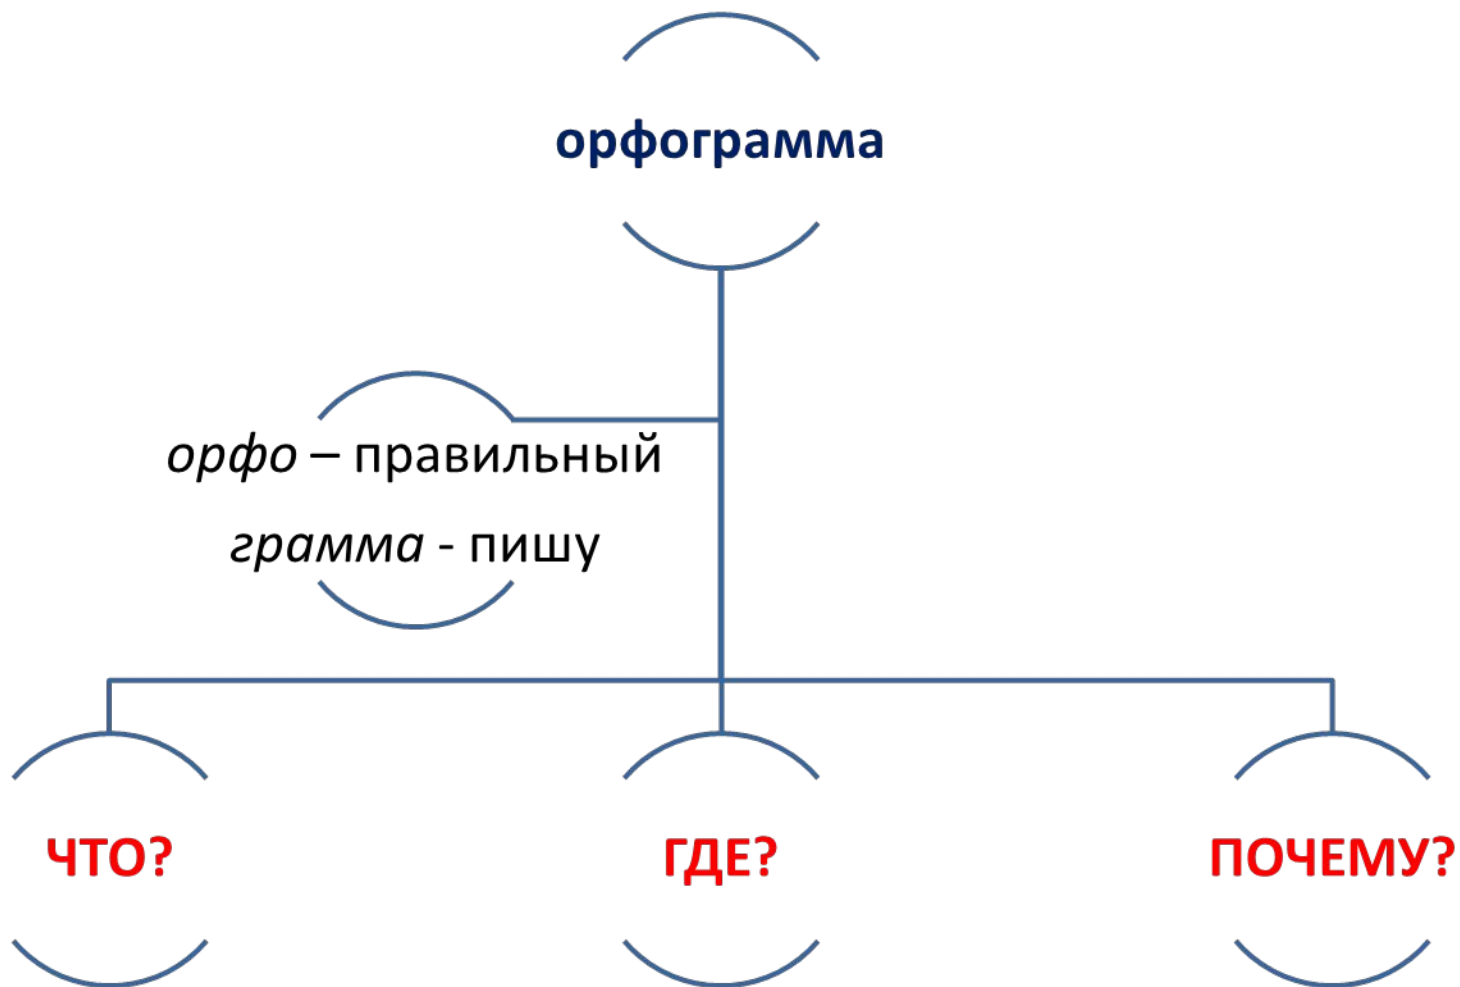 орфограмма
орфо – правильный
грамма - пишу
ЧТО?
ГДЕ?
ПОЧЕМУ?